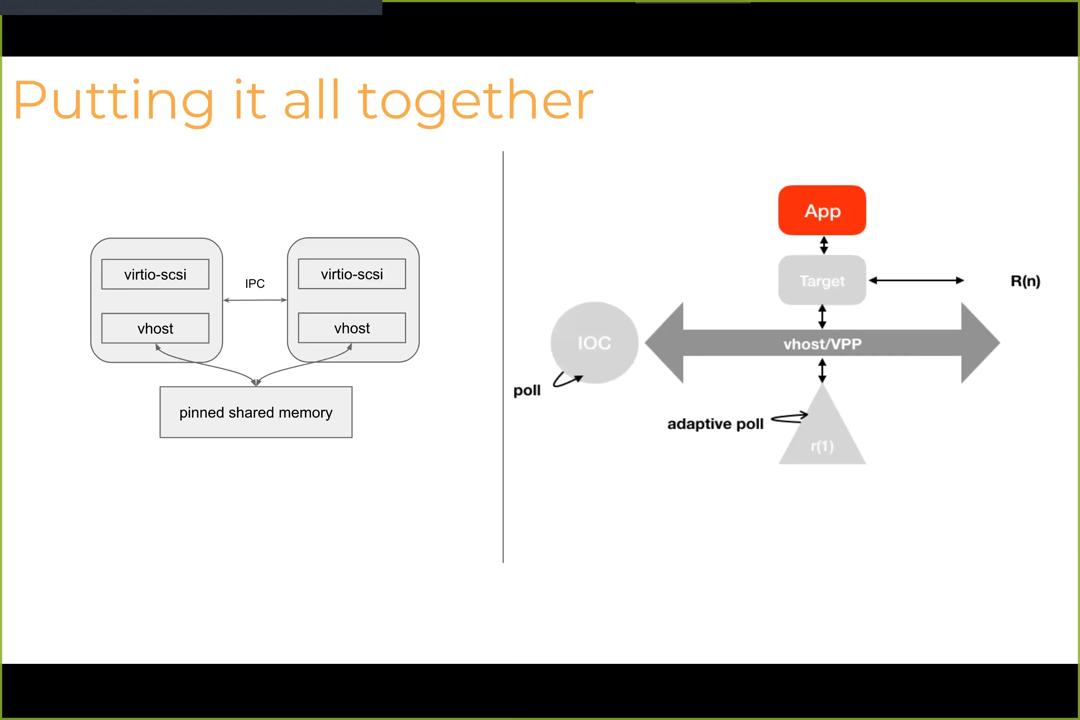 Putting it all together
virtio-scsi
vhost
IPC
virtio-scsi
vhost
pinned shared memory
App
Target
R(n)
IOC
vhost/VPP
poll
adaptive poll
r(1)